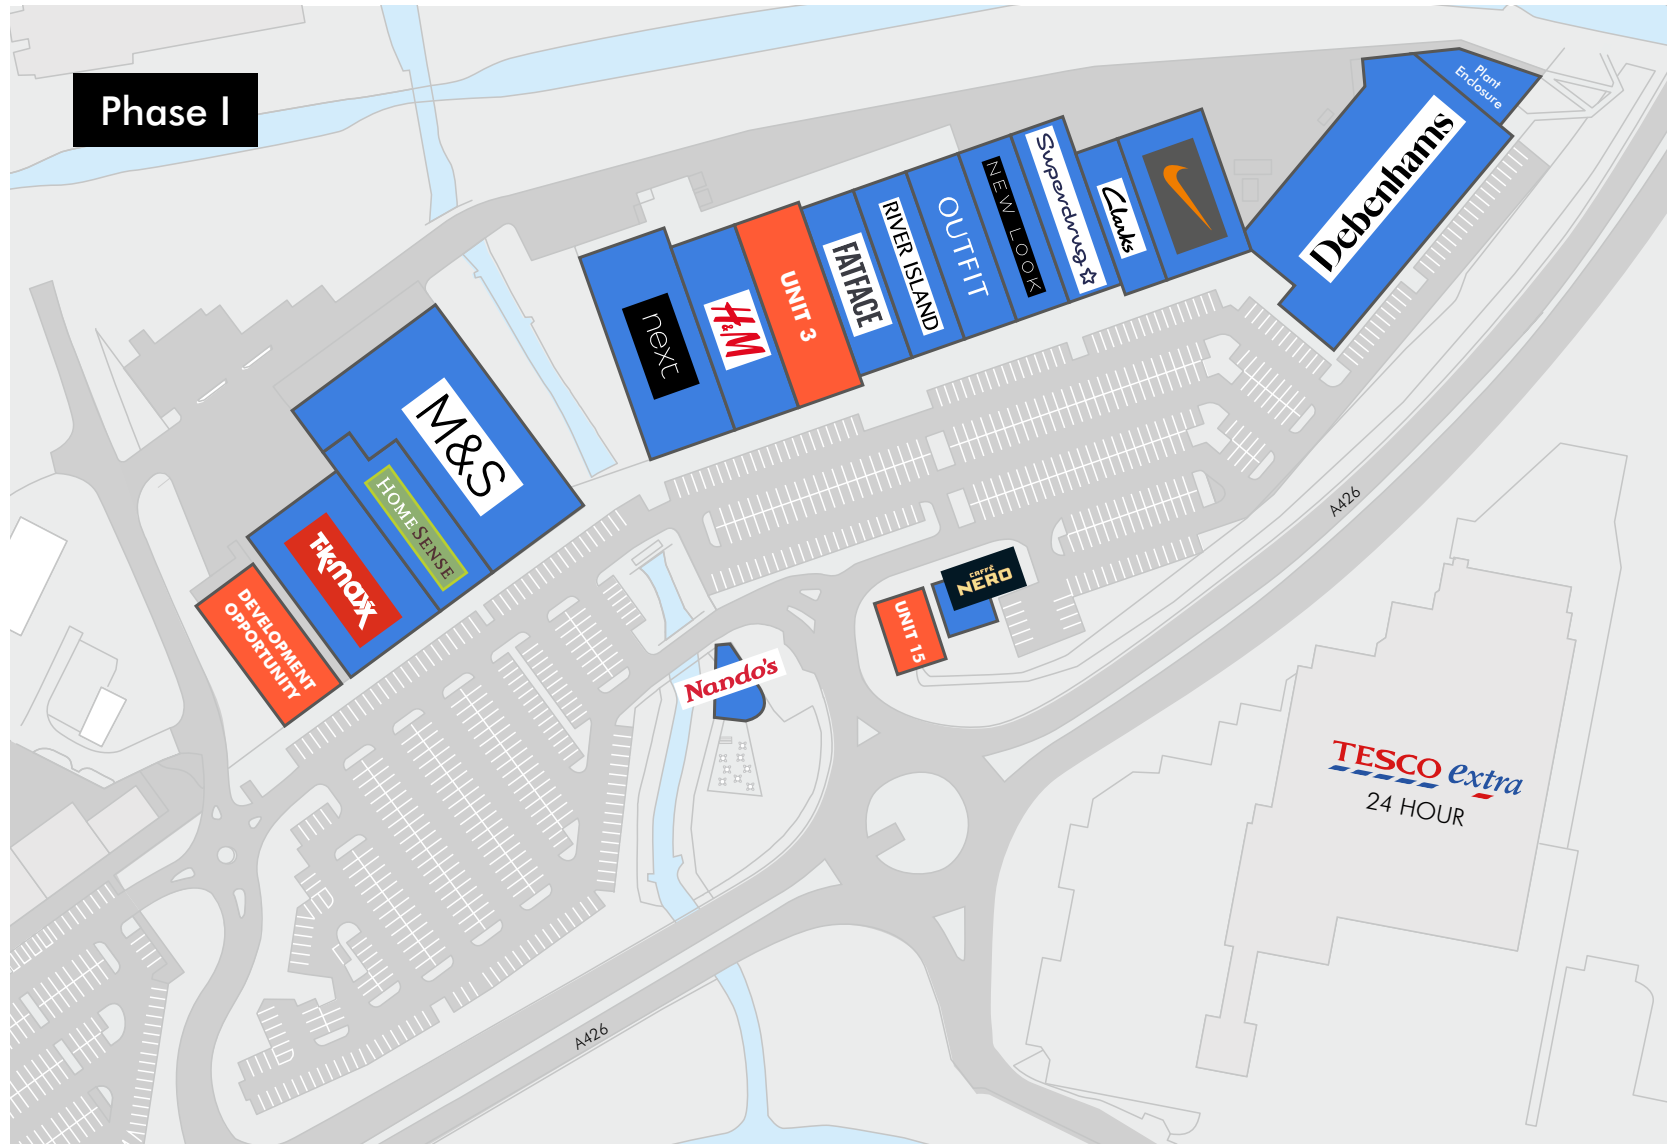 Phase I
Plant
Enclosure
Debenhams
Superdrug
Clarks
NEW LOOK
OUTFIT
RIVER ISLAND
FATFACE
UNIT 3
H&M
next
M&S
HOMESENSE
T·K·maxx
DEVELOPMENT
OPPORTUNITY
CAFFÈ
NERO
UNIT 15
Nando's
A426
TESCO extra
24 HOUR
A426